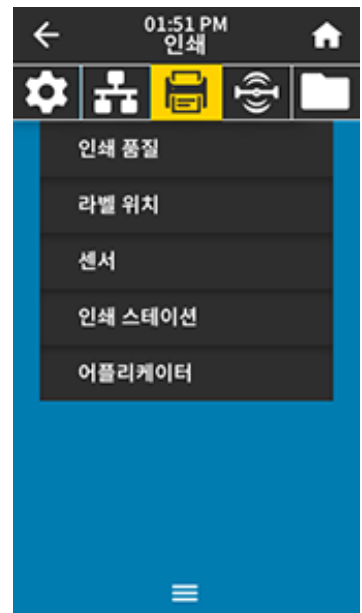 01:51 PM
인쇄
인쇄 품질
라벨 위치
센서
인쇄 스테이션
어플리케이터